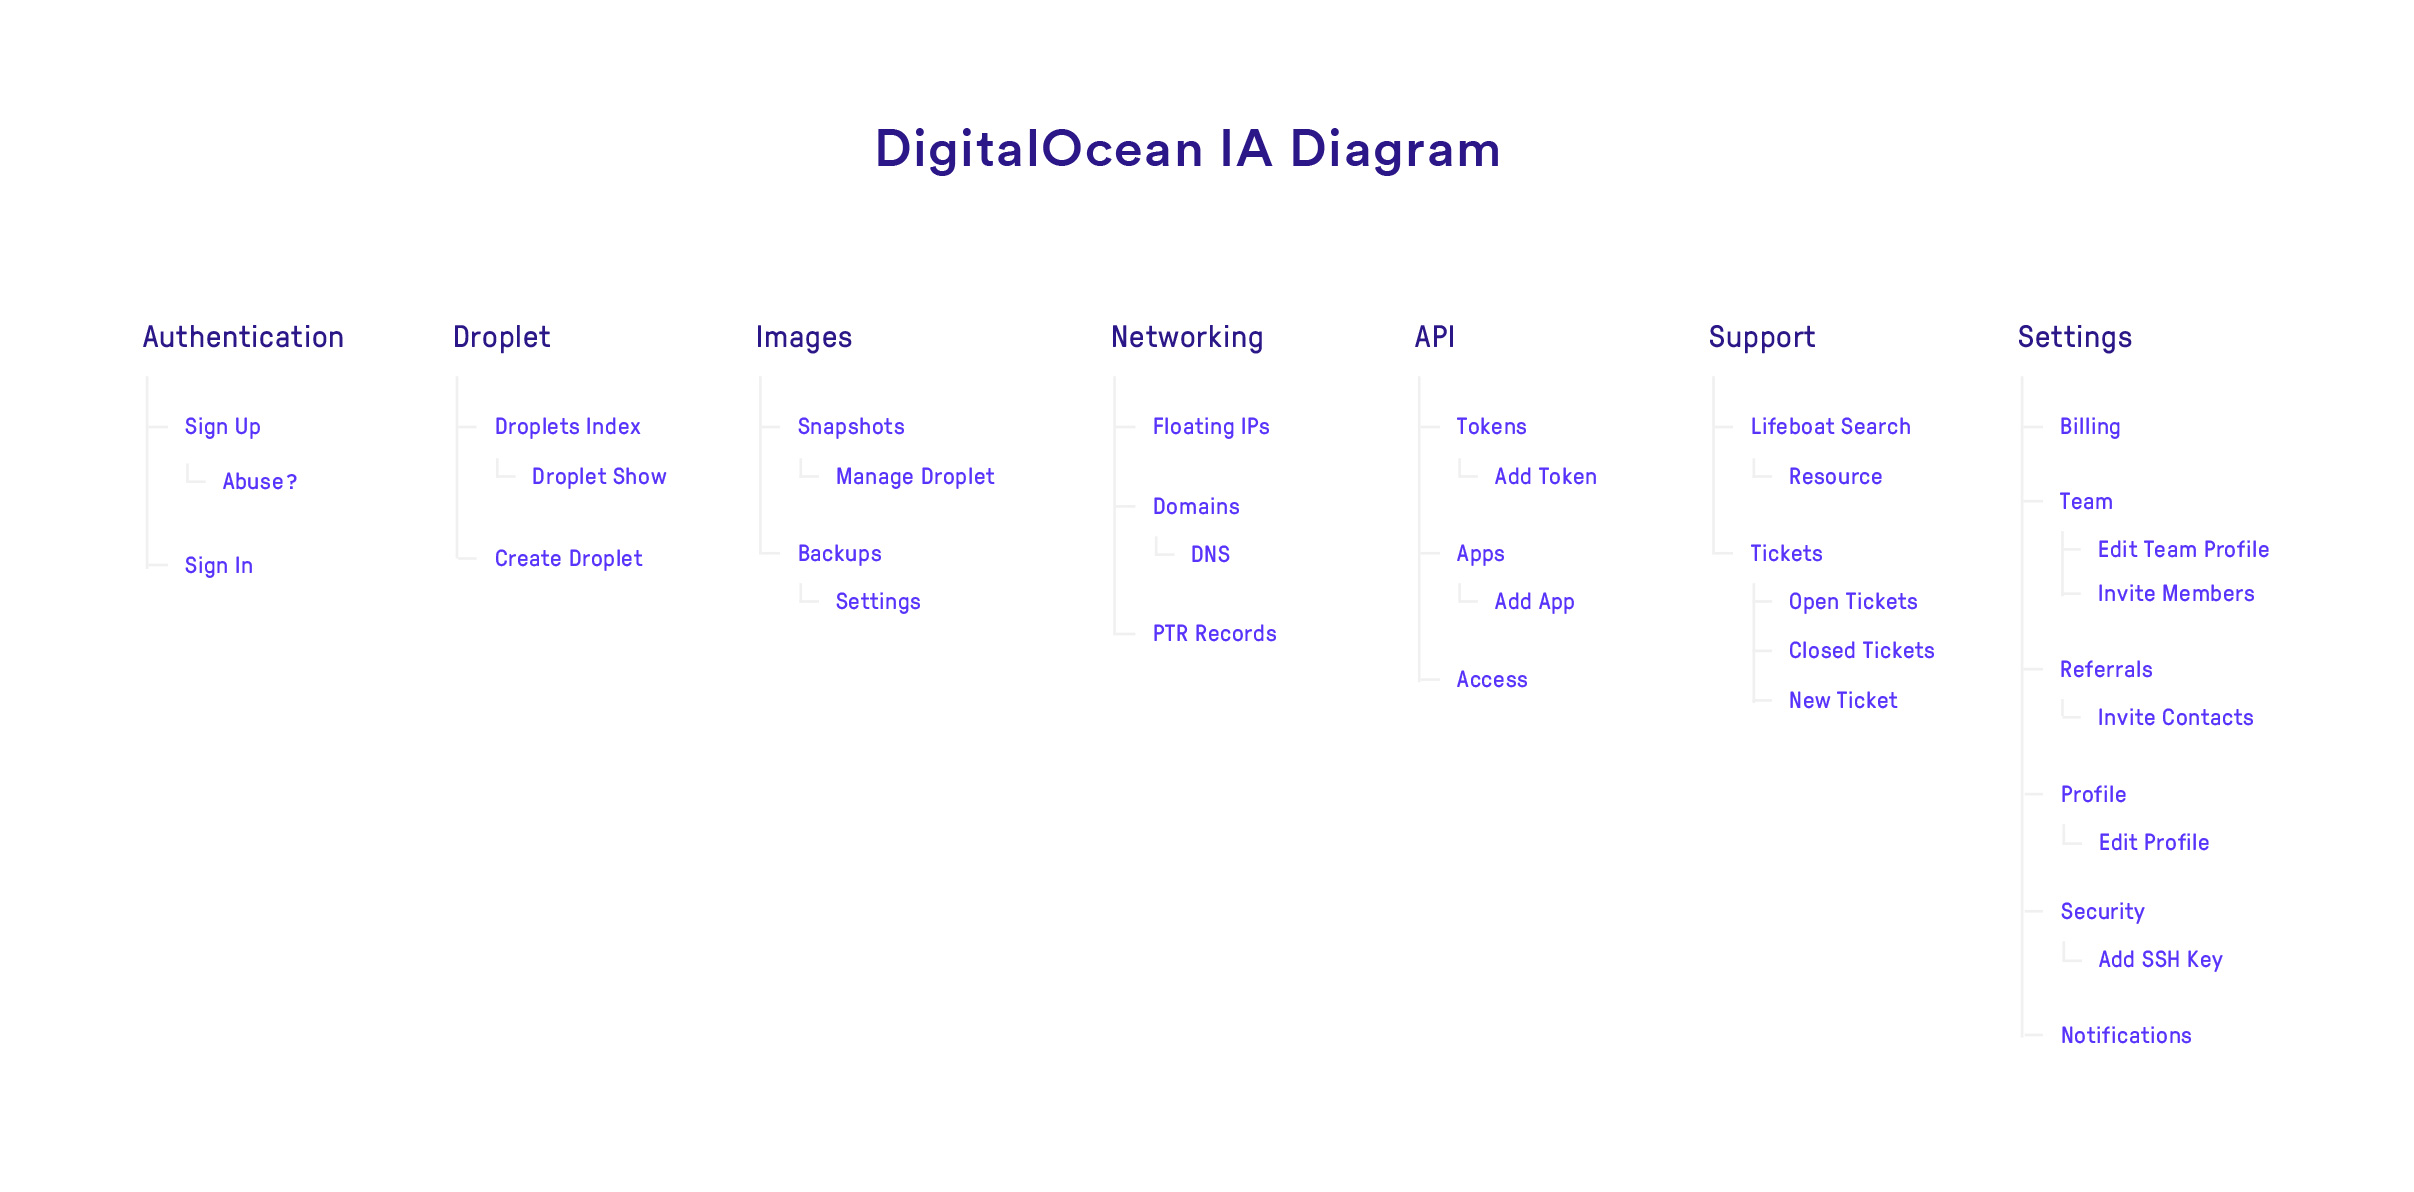 DigitalOcean IA Diagram
Authentication
Sign Up
Abuse?
Sign In
Droplet
Droplets Index
Droplet Show
Create Droplet
Images
Snapshots
Manage Droplet
Backups
Settings
Networking
Floating IPs
Domains
DNS
PTR Records
API
Tokens
Add Token
Apps
Add App
Access
Support
Lifeboat Search
Resource
Tickets
Open Tickets
Closed Tickets
New Ticket
Settings
Billing
Team
Edit Team Profile
Invite Members
Referrals
Invite Contacts
Profile
Edit Profile
Security
Add SSH Key
Notifications